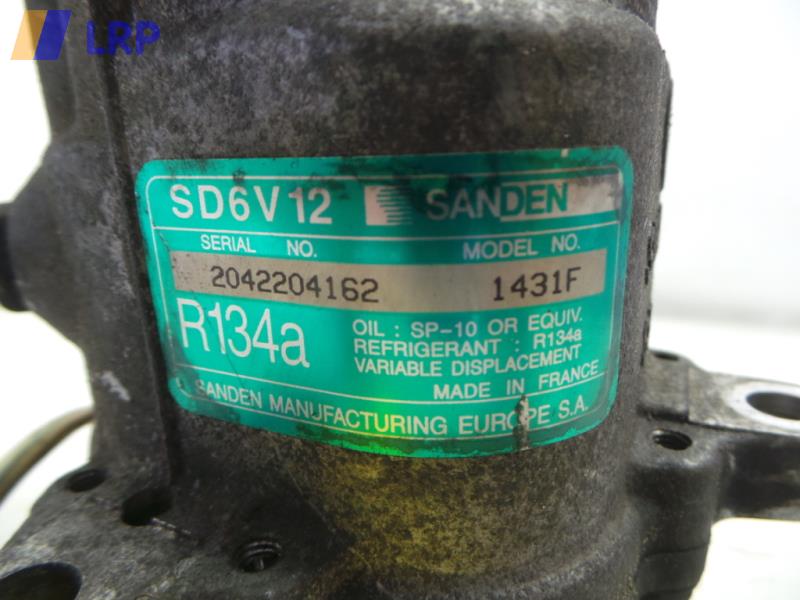 LRP
SD6V12 SANDEN
SERIAL NO. MODEL NO.
2042204162 1431F
R134a
OIL : SP-10 OR EQUIV.
REFRIGERANT : R134a
VARIABLE DISPLACEMENT
MADE IN FRANCE
SANDEN MANUFACTURING EUROPE S.A.